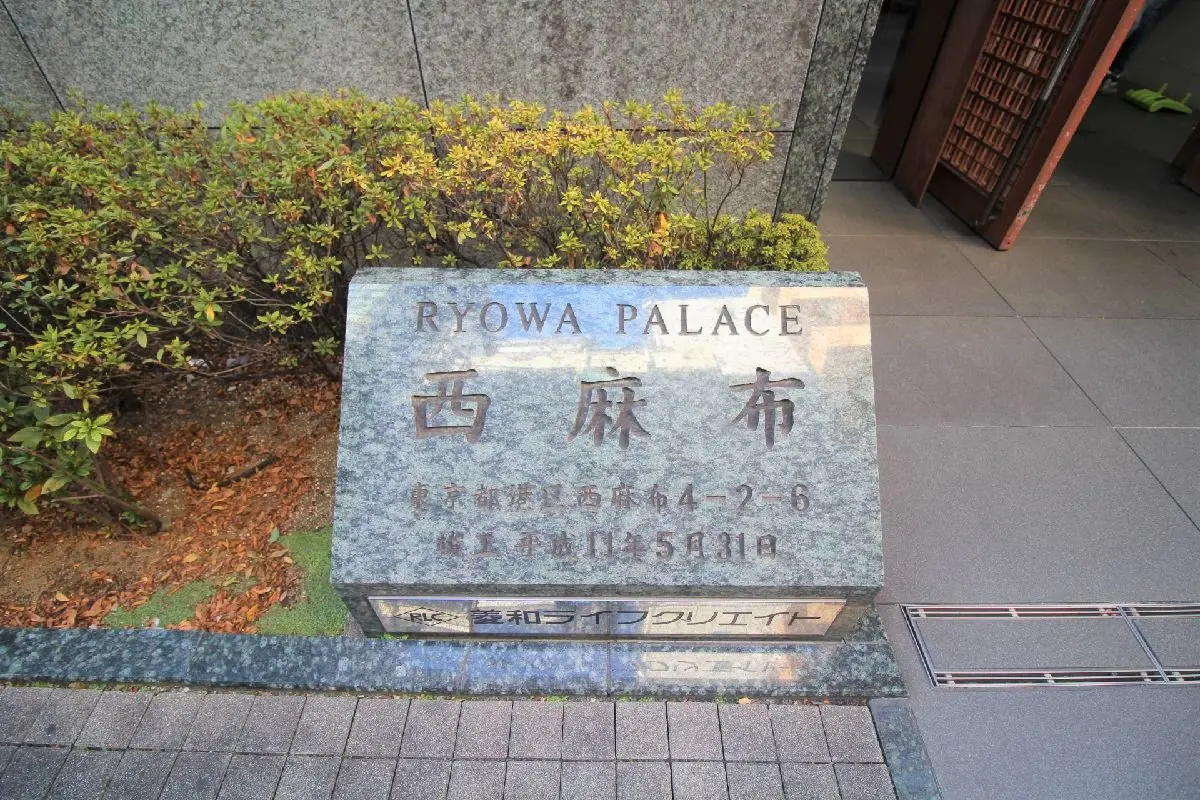 RYOWA PALACE
西麻布
東京都港区西麻布4-2-6
竣工 平成11年5月31日
RLC 菱和ライフクリエイト